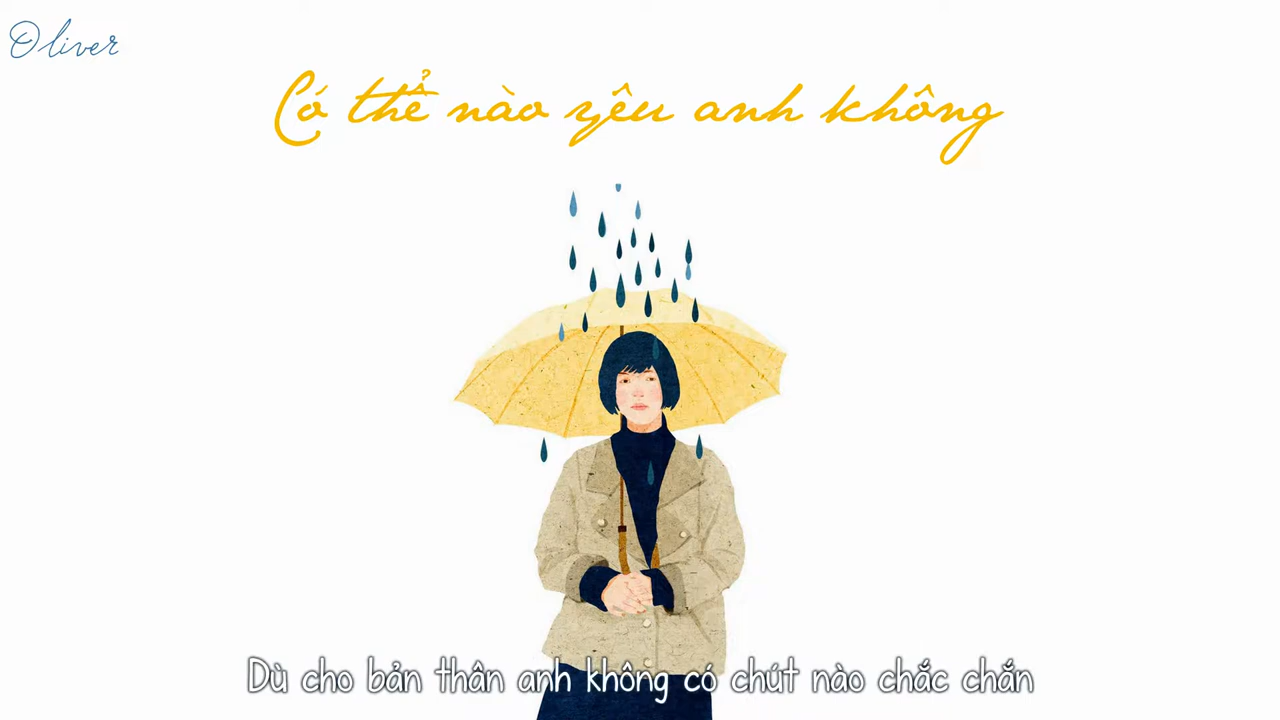 Oliver
Có thể nào yêu anh không
Dù cho bản thân anh không có chút nào chắc chắn